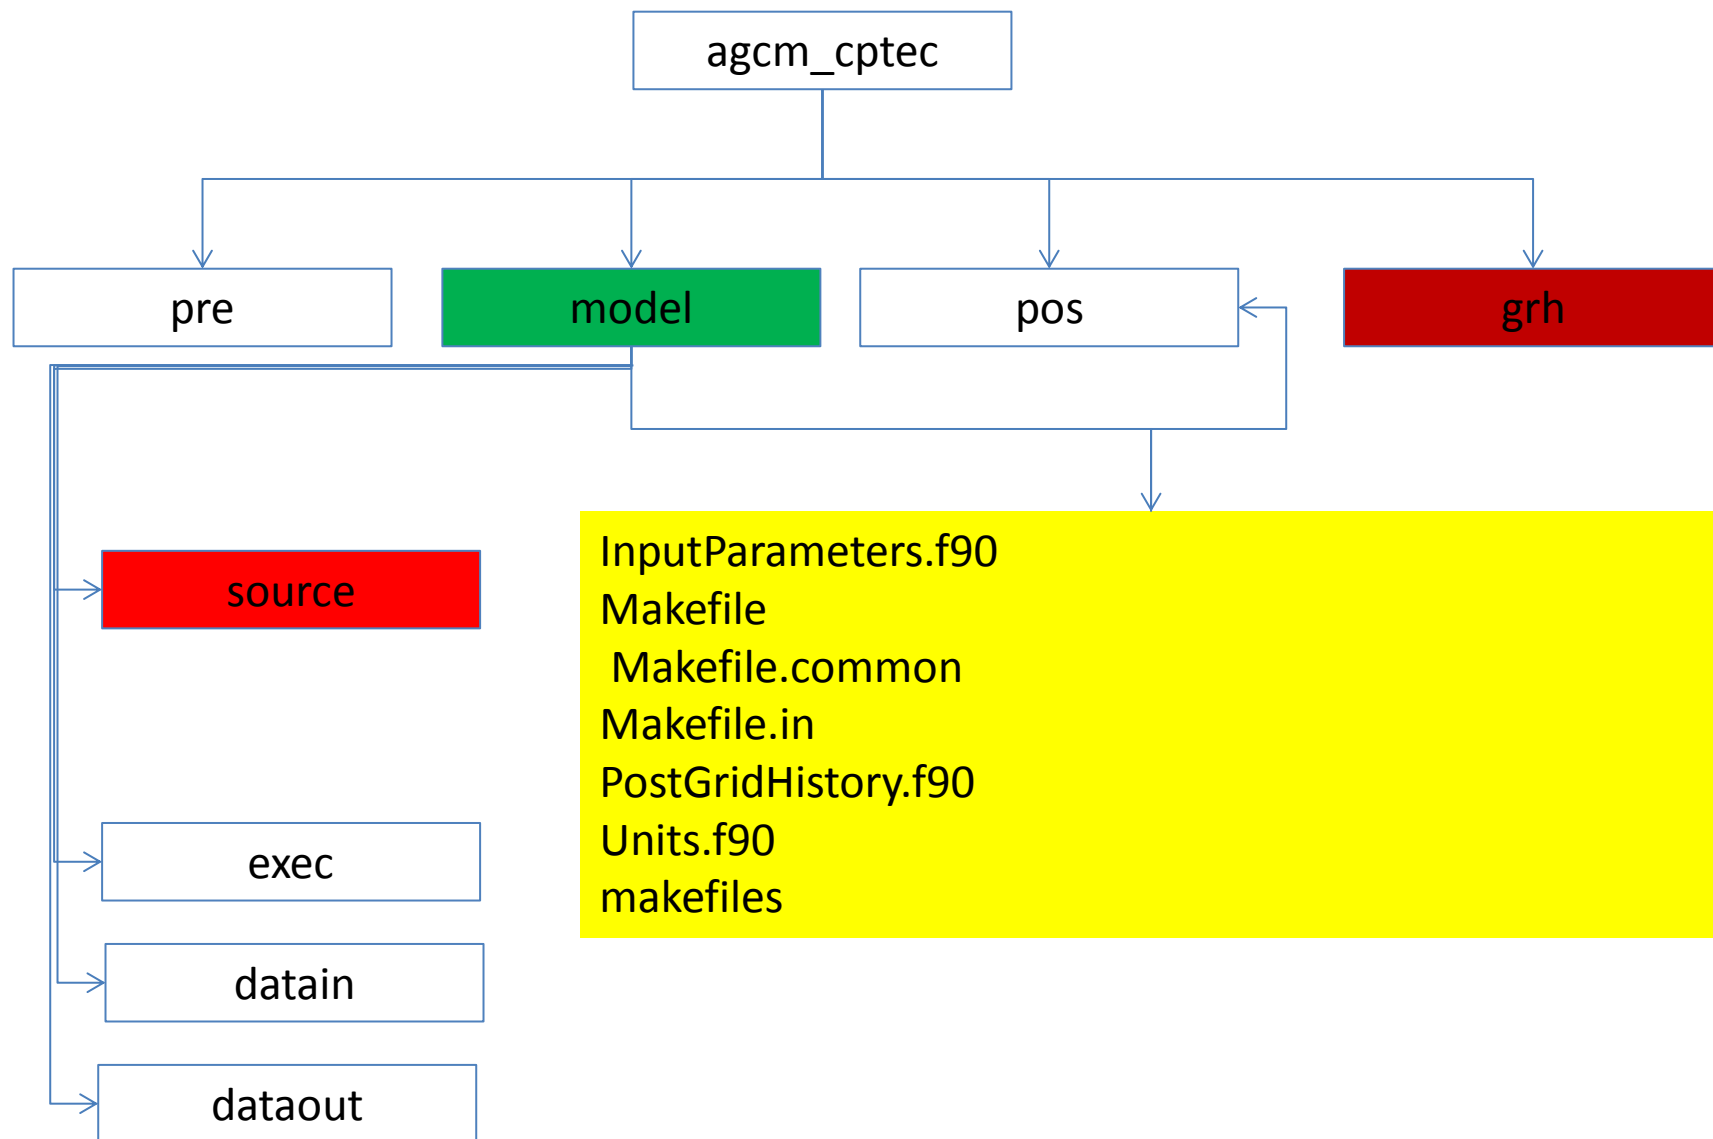 agcm_cptec
pre
model
pos
grh
source
exec
datain
dataout
InputParameters.f90
Makefile
Makefile.common
Makefile.in
PostGridHistory.f90
Units.f90
makefiles